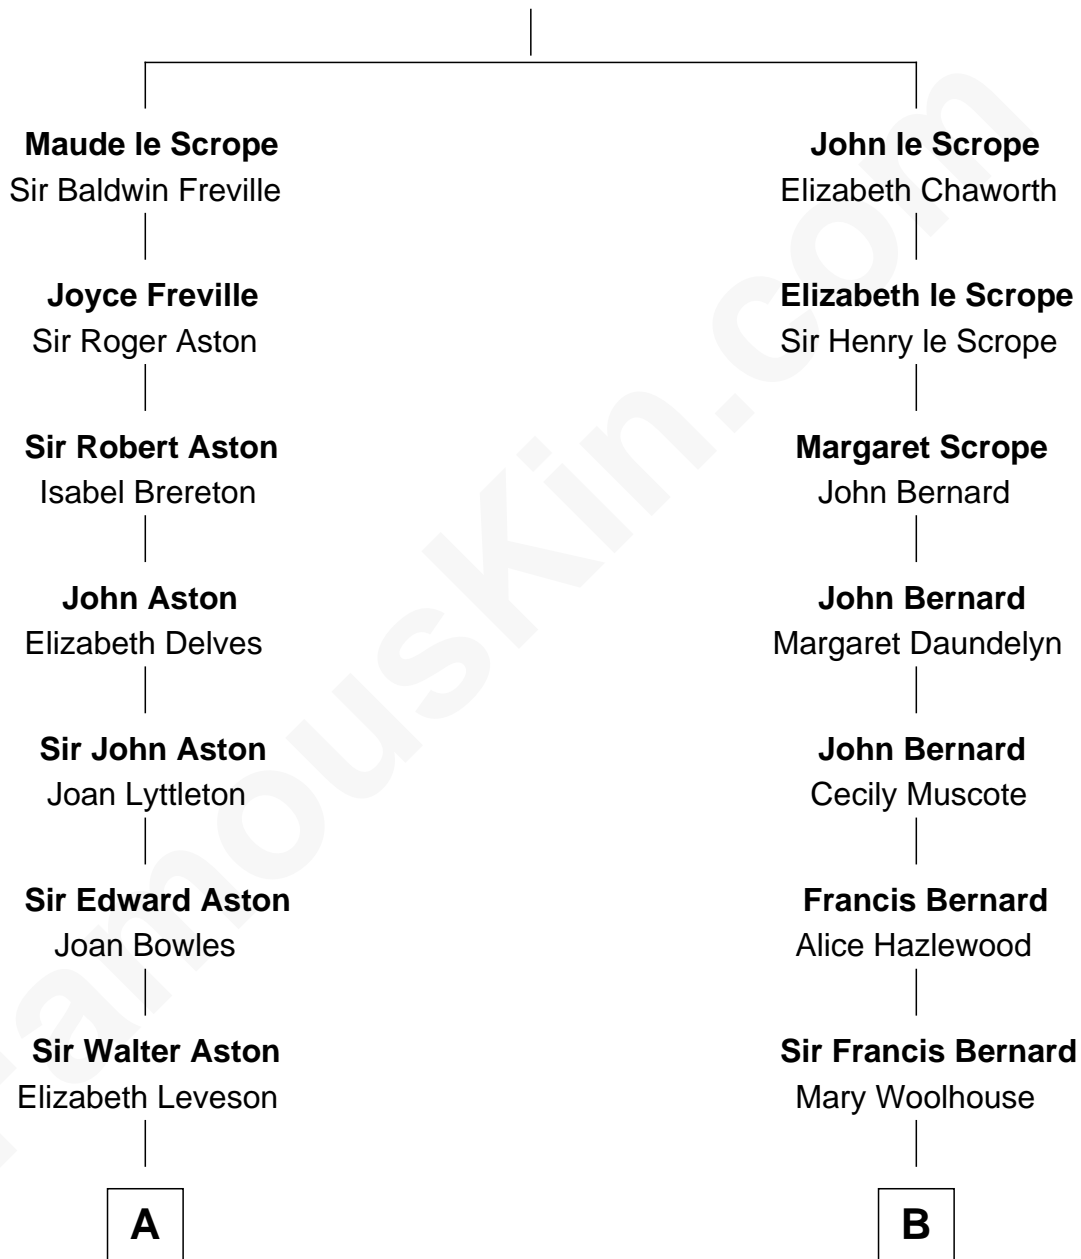 Maude le Scrope
Sir Baldwin Freville
Joyce Freville
Sir Roger Aston
Sir Robert Aston
Isabel Brereton
John Aston
Elizabeth Delves
Sir John Aston
Joan Lyttleton
Sir Edward Aston
Joan Bowles
Sir Walter Aston
Elizabeth Leveson
A
John le Scrope
Elizabeth Chaworth
Elizabeth le Scrope
Sir Henry le Scrope
Margaret Scrope
John Bernard
John Bernard
Margaret Daundelyn
John Bernard
Cecily Muscote
Francis Bernard
Alice Hazlewood
Sir Francis Bernard
Mary Woolhouse
B
FamousKin.com